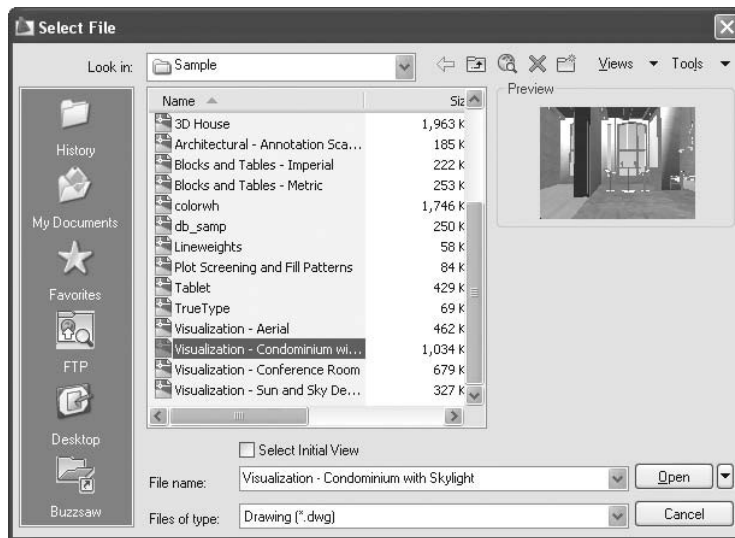 Select File
Look in: Sample Views Tools
Name Siz Preview
3D House 1,963 K
Architectural - Annotation Sca... 185 K
Blocks and Tables - Imperial 222 K
Blocks and Tables - Metric 253 K
colorwh 1,746 K
db_samp 250 K
Lineweights 58 K
Plot Screening and Fill Patterns 84 K
Tablet 429 K
TrueType 69 K
Visualization - Aerial 462 K
Visualization - Condominium wi... 1,034 K
Visualization - Conference Room 679 K
Visualization - Sun and Sky De... 327 K
History
My Documents
Favorites
FTP
Desktop
Buzzsaw
Select Initial View
File name: Visualization - Condominium with Skylight Open
Files of type: Drawing (*.dwg) Cancel